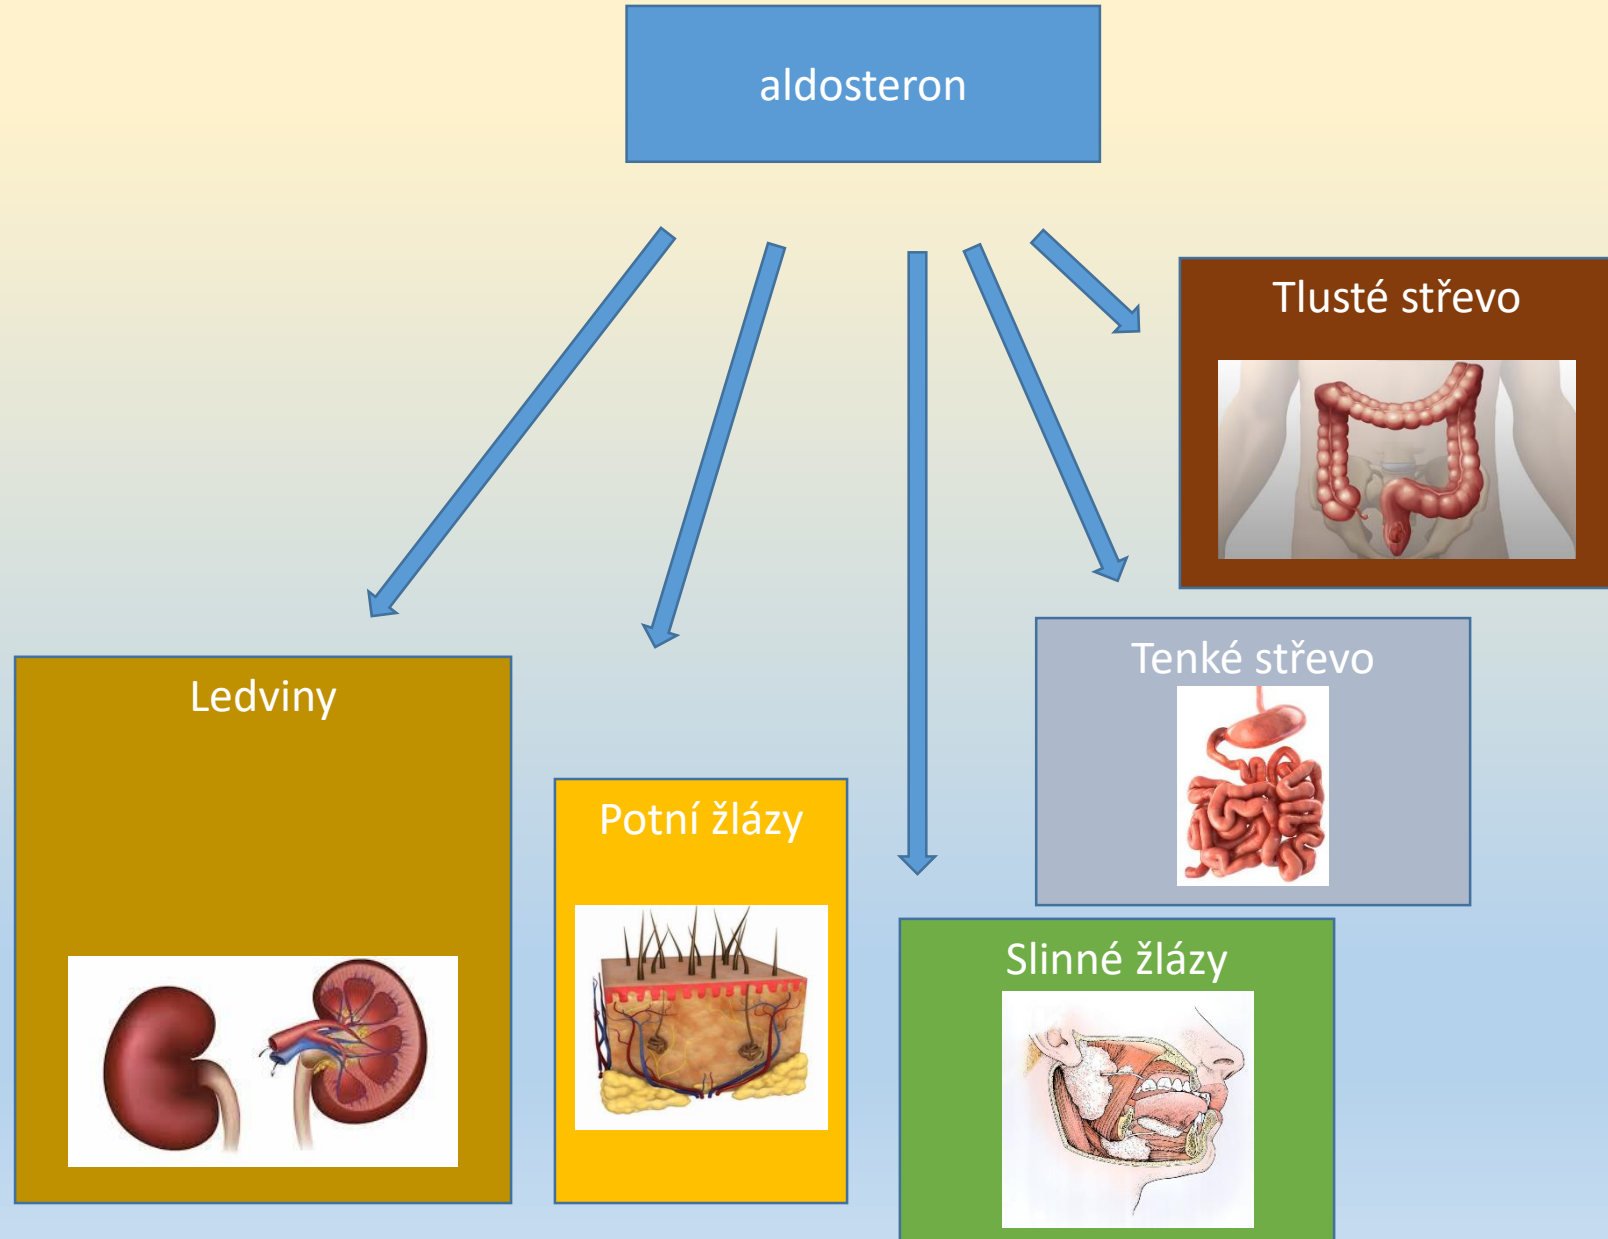 aldosteron
Tlusté střevo
Tenké střevo
Ledviny
Potní žlázy
Slinné žlázy